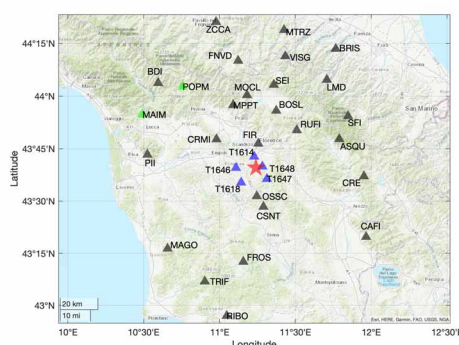 44°15'N
44°N
43°45'N
43°30'N
43°15'N
43°N
Latitude
ZCCA
MTRZ
BRIS
FNVD
VISG
BDI
POPM
SEI
LMD
MQCL
MPPT
BOSL
MAIM
RUFI
SFI
San Marino
CRMI
FIR
ASQU
PII
T1614
T1646
T1648
T1647
T1618
CRE
OSSC
CSNT
CAFI
MAGO
FROS
TRIF
RIBO
20 km
10 mi
Esri, HERE, Garmin, FAO, USGS, NGA
10°E
10°30'E
11°E
11°30'E
12°E
12°30'E
Longitude